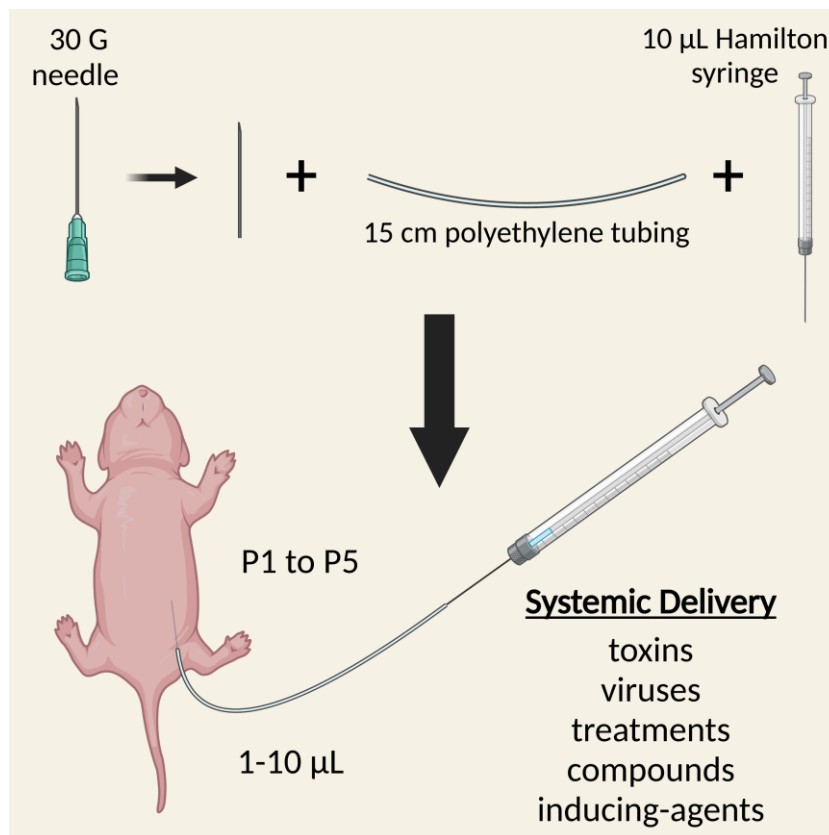 30 G
needle
10 µL Hamilton
syringe
+
+
15 cm polyethylene tubing
P1 to P5
1-10 µL
Systemic Delivery
toxins
viruses
treatments
compounds
inducing-agents